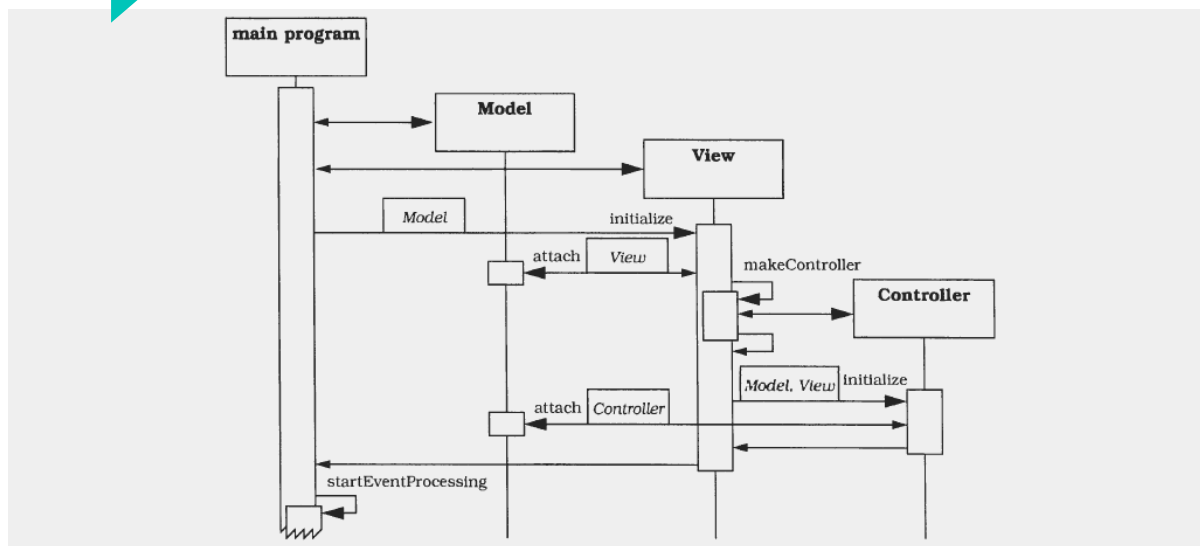 main program
Model
View
Model
initialize
attach
View
makeController
Controller
Model, View
initialize
attach
Controller
startEventProcessing